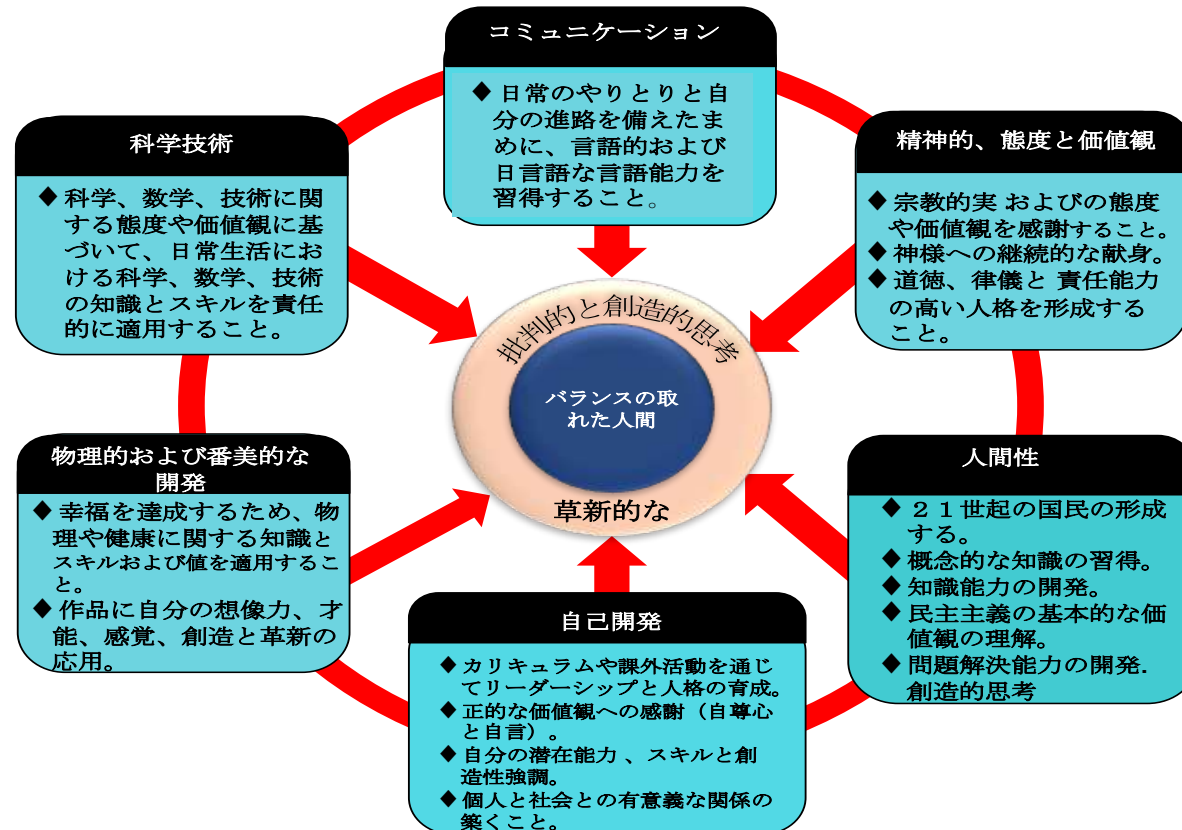 コミュニケーション
◆ 日常のやりとりと自
分の進路を備えたま
めに、言語的および
日言語な言語能力を
習得すること。
科学技術
◆ 科学、数学、技術に関
する態度や価値観に基
づいて、日常生活にお
ける科学、数学、技術
の知識とスキルを責任
的に適用すること。
精神的、態度と価値観
◆ 宗教的実 およびの態度
や価値観を感謝すること。
◆ 神様への継続的な献身。
◆ 道徳、律儀と 責任能力
の高い人格を形成する
こと。
批判的と創造的思考
バランスの取
れた人間
草新的な
物理的および番美的な
開発
◆ 幸福を達成するため、物
理や健康に関する知識と
スキルおよび値を適用するこ
と。
◆ 作品に自分の想像力、才
能、感覚、創造と革新の
応用。
人間性
◆ ２１世起の国民の形成
する。
◆ 概念的な知識の習得。
◆ 知識能力の開発。
◆ 民主主義の基本的な価
値観の理解。
◆ 問題解決能力の開発.
創造的思考
自己開発
◆ カリキュラムや課外活動を通じ
てリーダーシップと人格の育成。
◆ 正的な価値観への感謝（自尊心
と自言）。
◆ 自分の潜在能力 、スキルと創
造性強調。
◆ 個人と社会との有意義な関係の
築くこと。